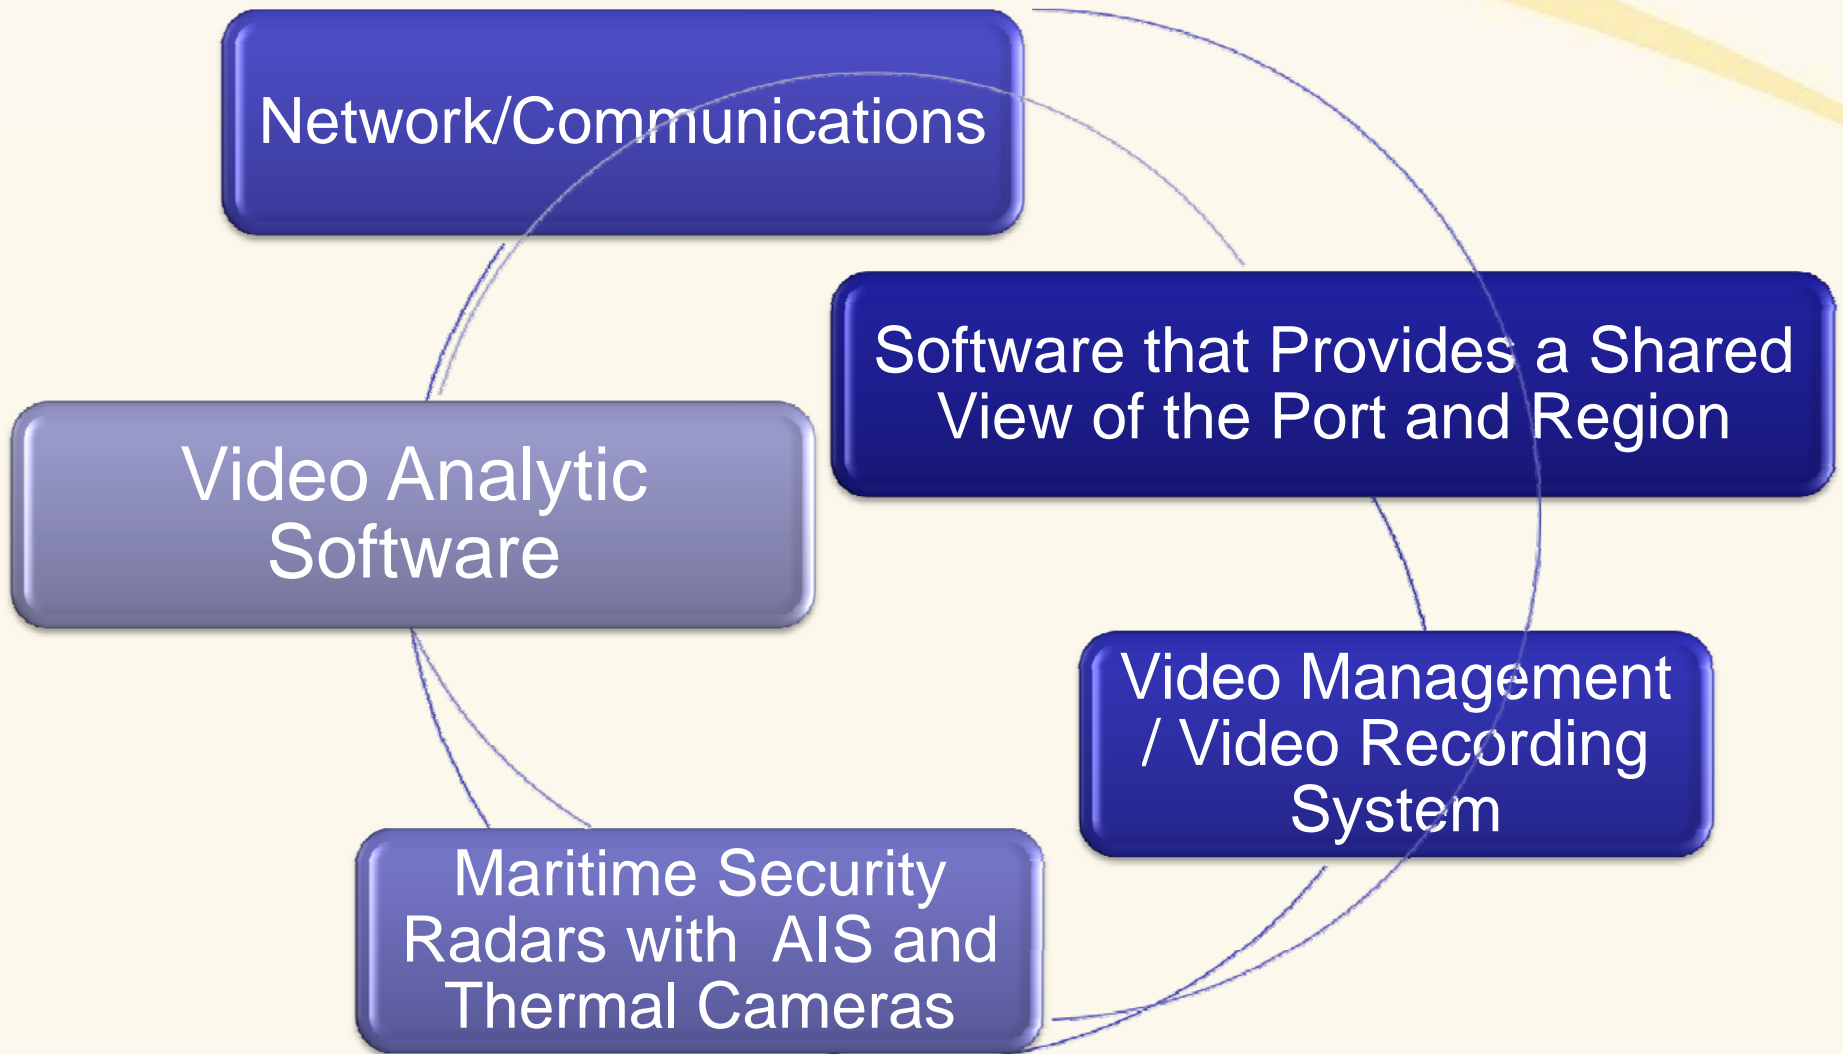 Network/Communications
Software that Provides a Shared
View of the Port and Region
Video Analytic
Software
Video Management
/ Video Recording
System
Maritime Security
Radars with  AIS and
Thermal Cameras